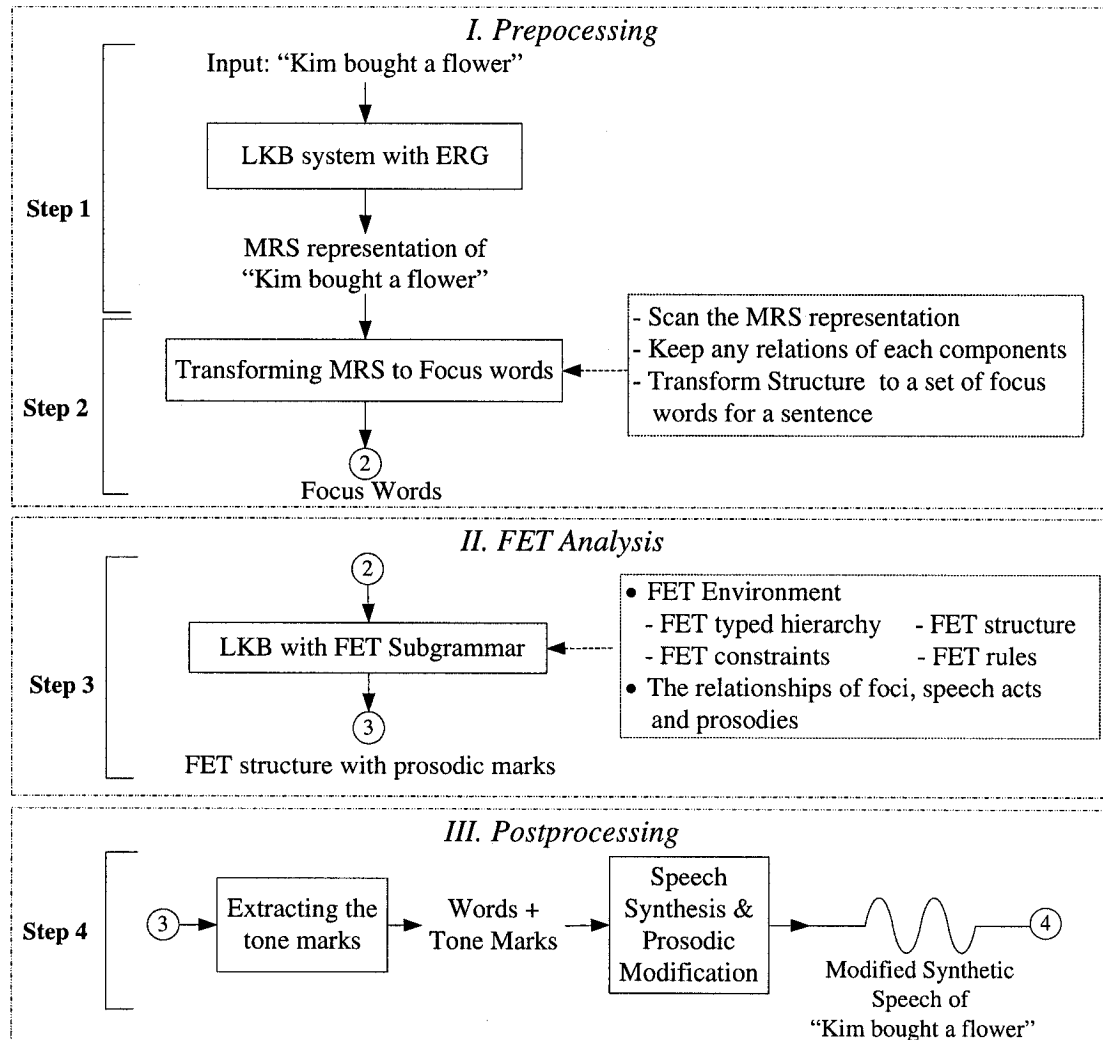 I. Prepocessing
Input: “Kim bought a flower”
LKB system with ERG
Step 1
MRS representation of
“Kim bought a flower”
- Scan the MRS representation
- Keep any relations of each components
- Transform Structure to a set of focus
words for a sentence
Transforming MRS to Focus words
Step 2
2
Focus Words
II. FET Analysis
2
• FET Environment
- FET typed hierarchy - FET structure
- FET constraints - FET rules
• The relationships of foci, speech acts
and prosodies
LKB with FET Subgrammar
Step 3
3
FET structure with prosodic marks
III. Postprocessing
Step 4
3
Extracting the
tone marks
Words +
Tone Marks
Speech
Synthesis &
Prosodic
Modification
4
Modified Synthetic
Speech of
“Kim bought a flower”